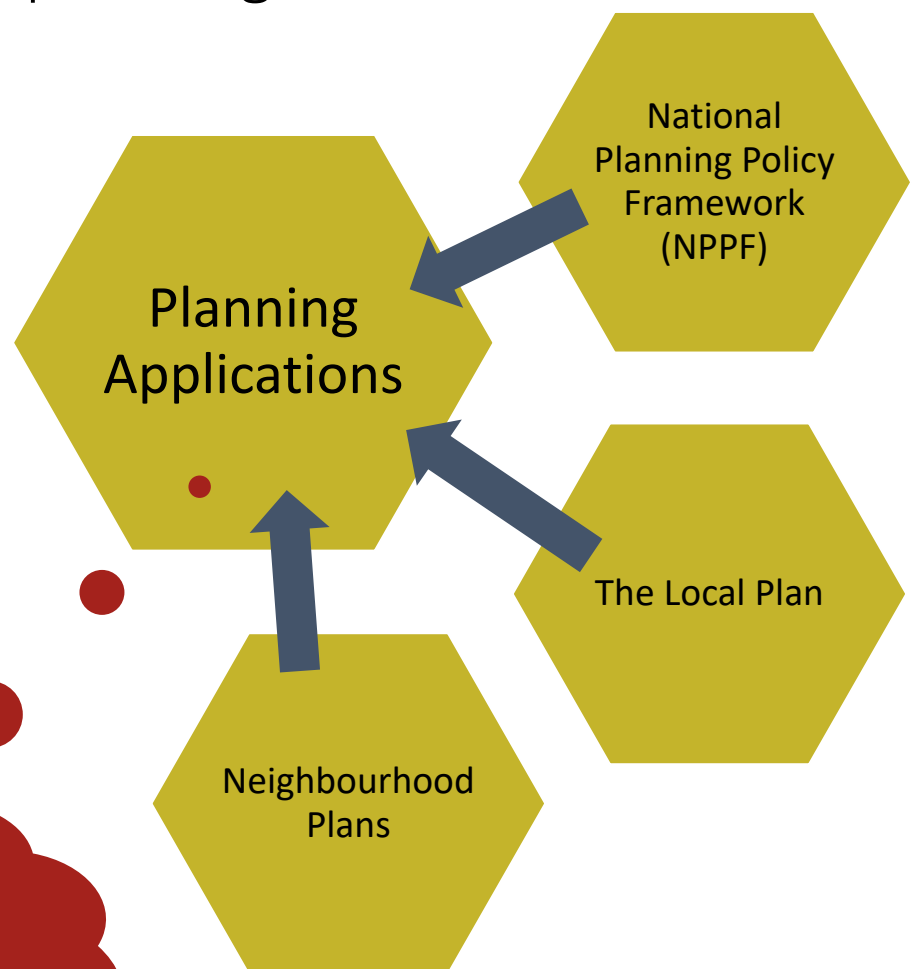 National
Planning Policy
Framework
(NPPF)
Planning
Applications
The Local Plan
Neighbourhood
Plans